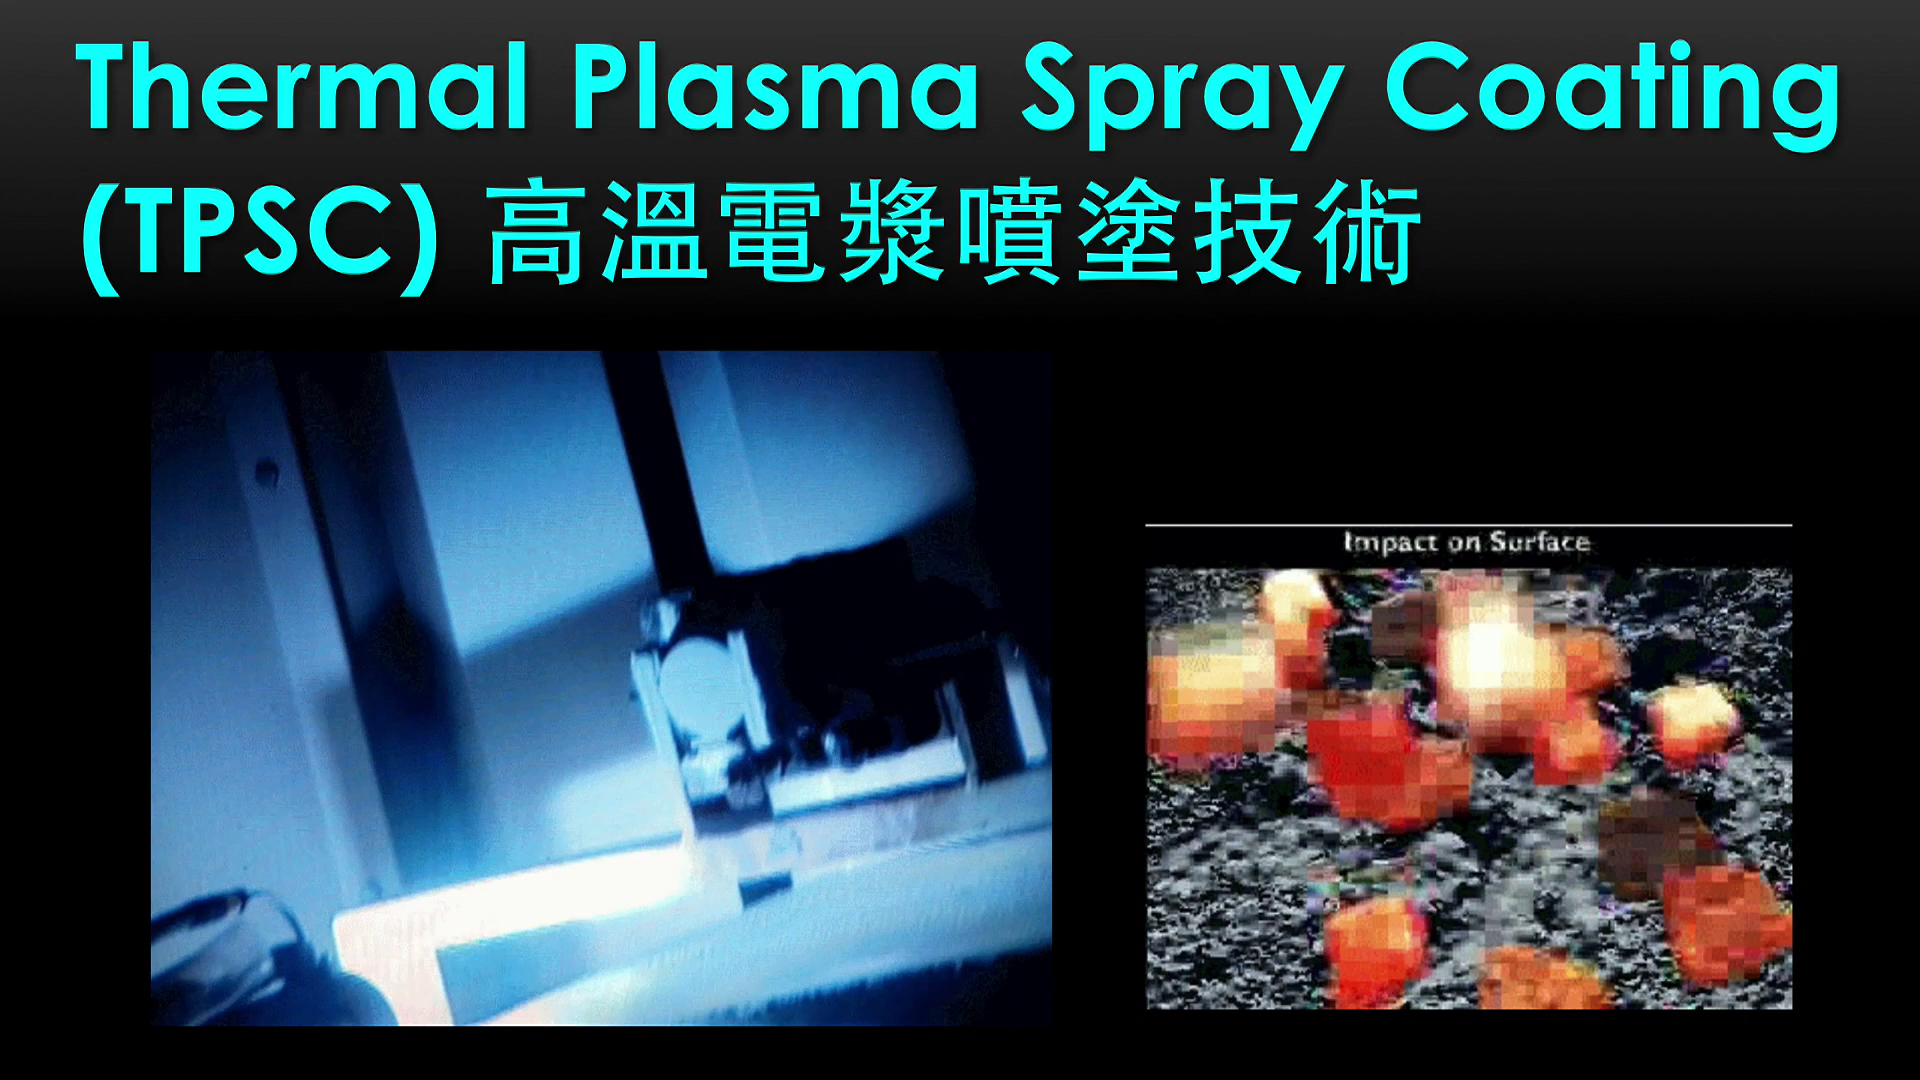 Thermal Plasma Spray Coating
(TPSC) 高溫電漿噴塗技術
Impact on Surface